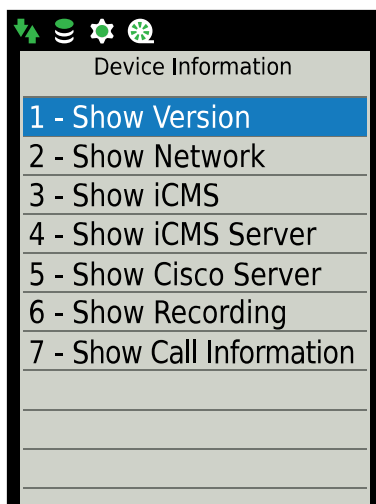 Device Information
1 - Show Version
2 - Show Network
3 - Show iCMS
4 - Show iCMS Server
5 - Show Cisco Server
6 - Show Recording
7 - Show Call Information